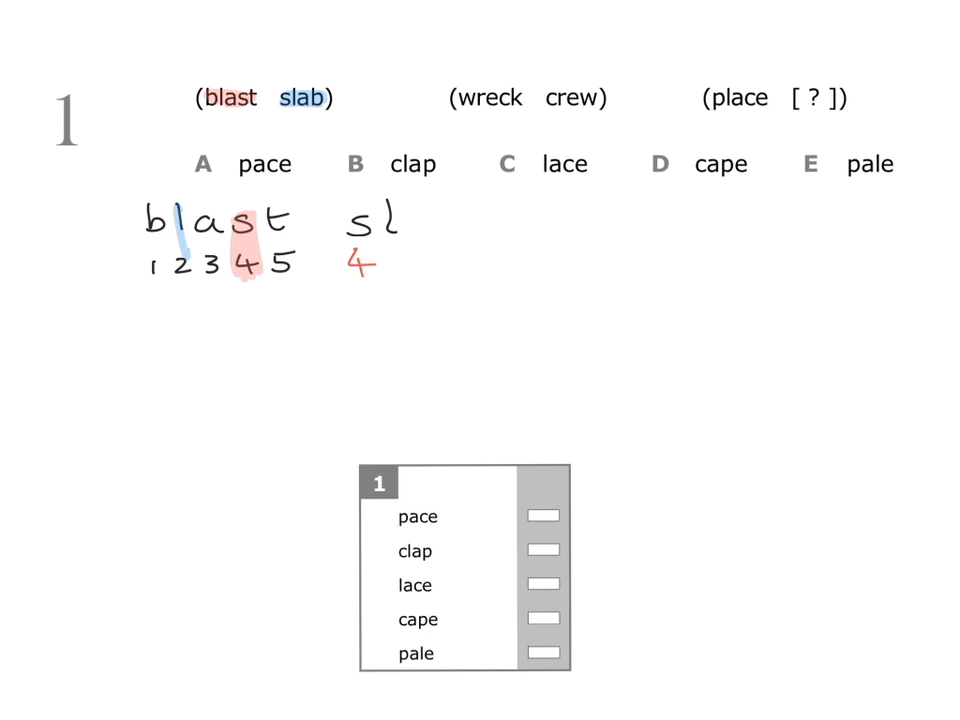 1 (blast slab) (wreck crew) (place [ ? ])
A pace B clap C lace D cape E pale
blast sl
1 2 3 4 5 4
1
pace
clap
lace
cape
pale